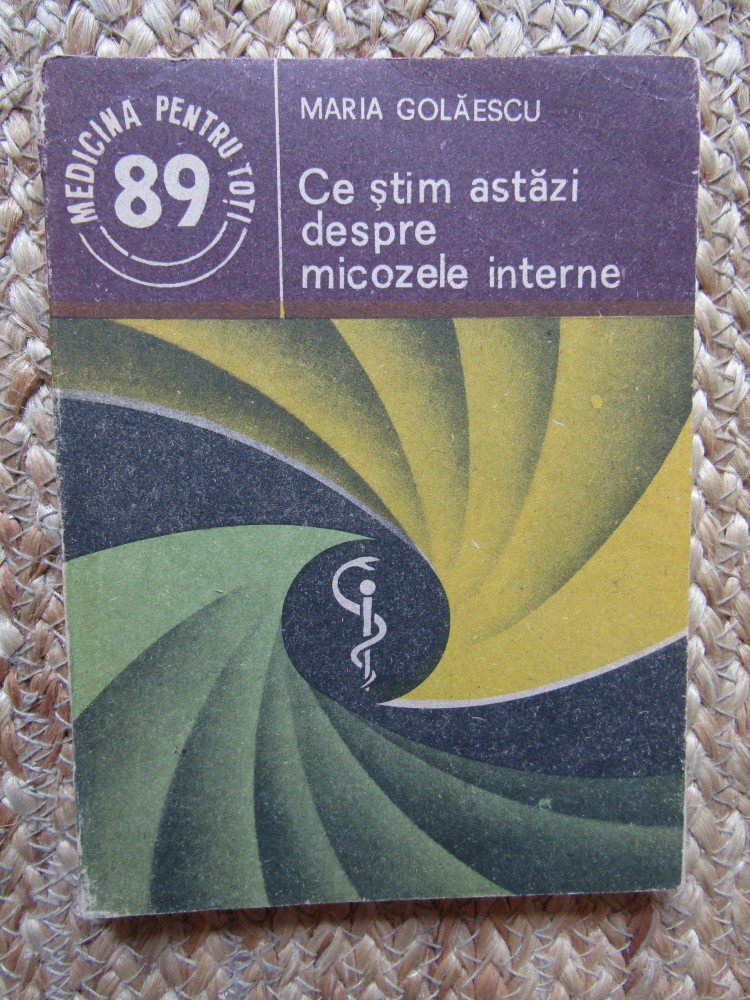 MEDICINA PENTRU TOȚI
89
MARIA GOLĂESCU
Ce ştim astăzi
despre
micozele interne